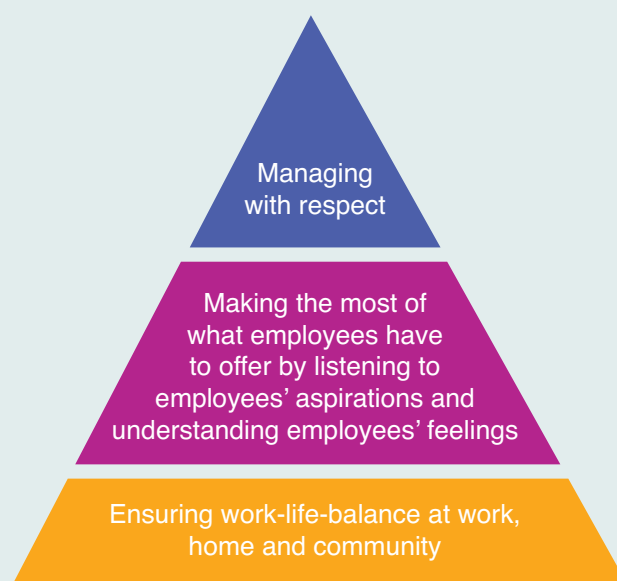 Managing
with respect
Making the most of
what employees have
to offer by listening to
employees’ aspirations and
understanding employees’ feelings
Ensuring work-life-balance at work,
home and community